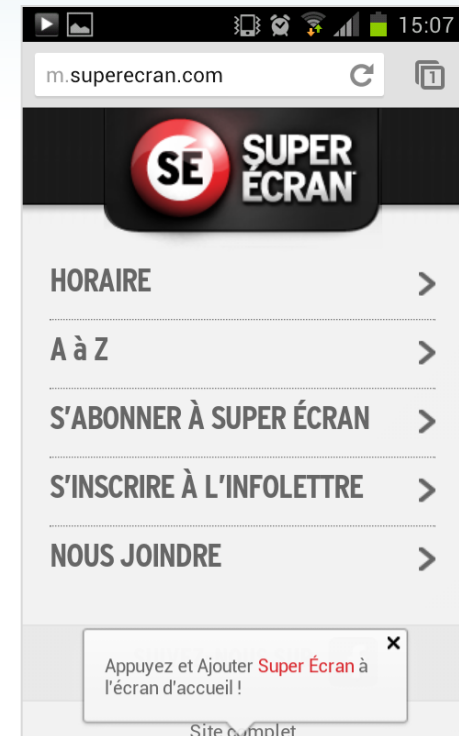 15:07
m.superecran.com
1
SE
SUPER
ÉCRAN
HORAIRE
A à Z
S'ABONNER À SUPER ÉCRAN
S'INSCRIRE À L'INFOLETTRE
NOUS JOINDRE
Appuyez et Ajouter Super Écran à
l'écran d'accueil !
Site complet